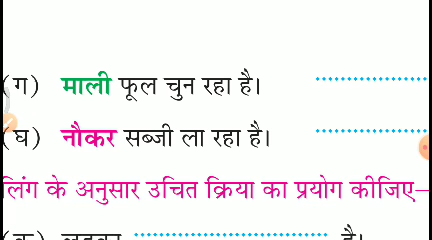 (ग) माली फूल चुन रहा है। ..........................
(घ) नौकर सब्जी ला रहा है। ..........................
लिंग के अनुसार उचित क्रिया का प्रयोग कीजिए–